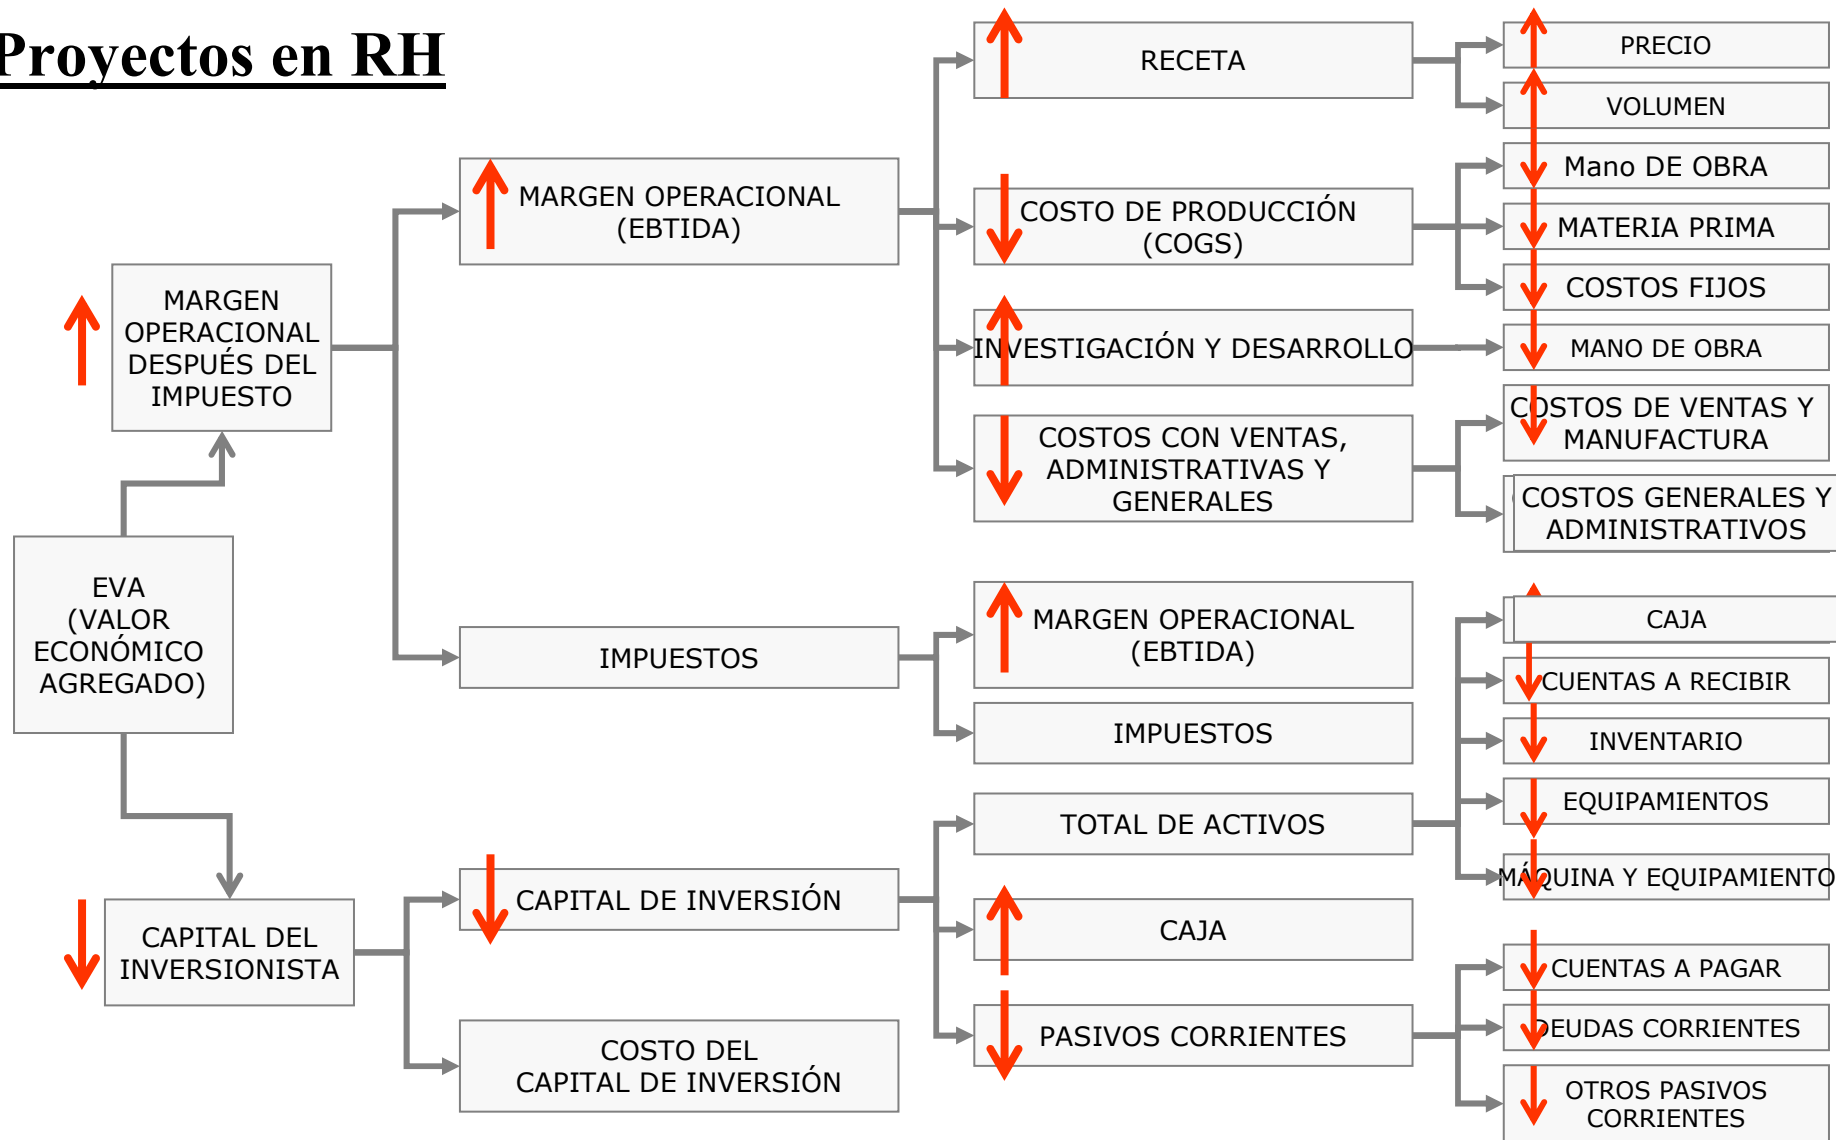 Proyectos en RH
RECETA
PRECIO
VOLUMEN
MARGEN OPERACIONAL
(EBTIDA)
COSTO DE PRODUCCIÓN
(COGS)
Mano DE OBRA
MATERIA PRIMA
COSTOS FIJOS
MARGEN
OPERACIONAL
DESPUÉS DEL
IMPUESTO
INVESTIGACIÓN Y DESARROLLO
MANO DE OBRA
COSTOS CON VENTAS,
ADMINISTRATIVAS Y
GENERALES
COSTOS DE VENTAS Y
MANUFACTURA
COSTOS GENERALES Y
ADMINISTRATIVOS
EVA
(VALOR
ECONÓMICO
AGREGADO)
IMPUESTOS
MARGEN OPERACIONAL
(EBTIDA)
IMPUESTOS
CAJA
CUENTAS A RECIBIR
INVENTARIO
EQUIPAMIENTOS
MÁQUINA Y EQUIPAMIENTO
TOTAL DE ACTIVOS
CAPITAL DE INVERSIÓN
CAJA
CAPITAL DEL
INVERSIONISTA
PASIVOS CORRIENTES
CUENTAS A PAGAR
DEUDAS CORRIENTES
OTROS PASIVOS
CORRIENTES
COSTO DEL
CAPITAL DE INVERSIÓN